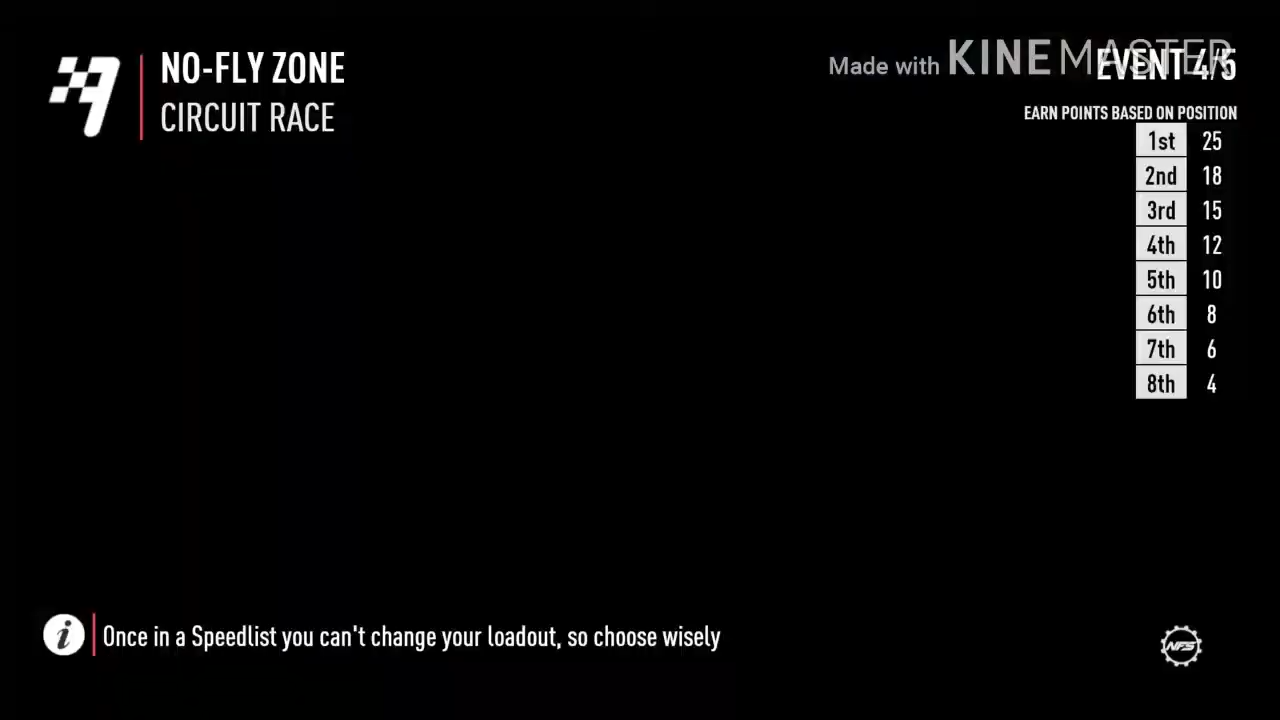 NO-FLY ZONE
CIRCUIT RACE
Made with KINEMASTER
EVENT 4/5
EARN POINTS BASED ON POSITION
1st 25
2nd 18
3rd 15
4th 12
5th 10
6th 8
7th 6
8th 4
i Once in a Speedlist you can't change your loadout, so choose wisely
NFS